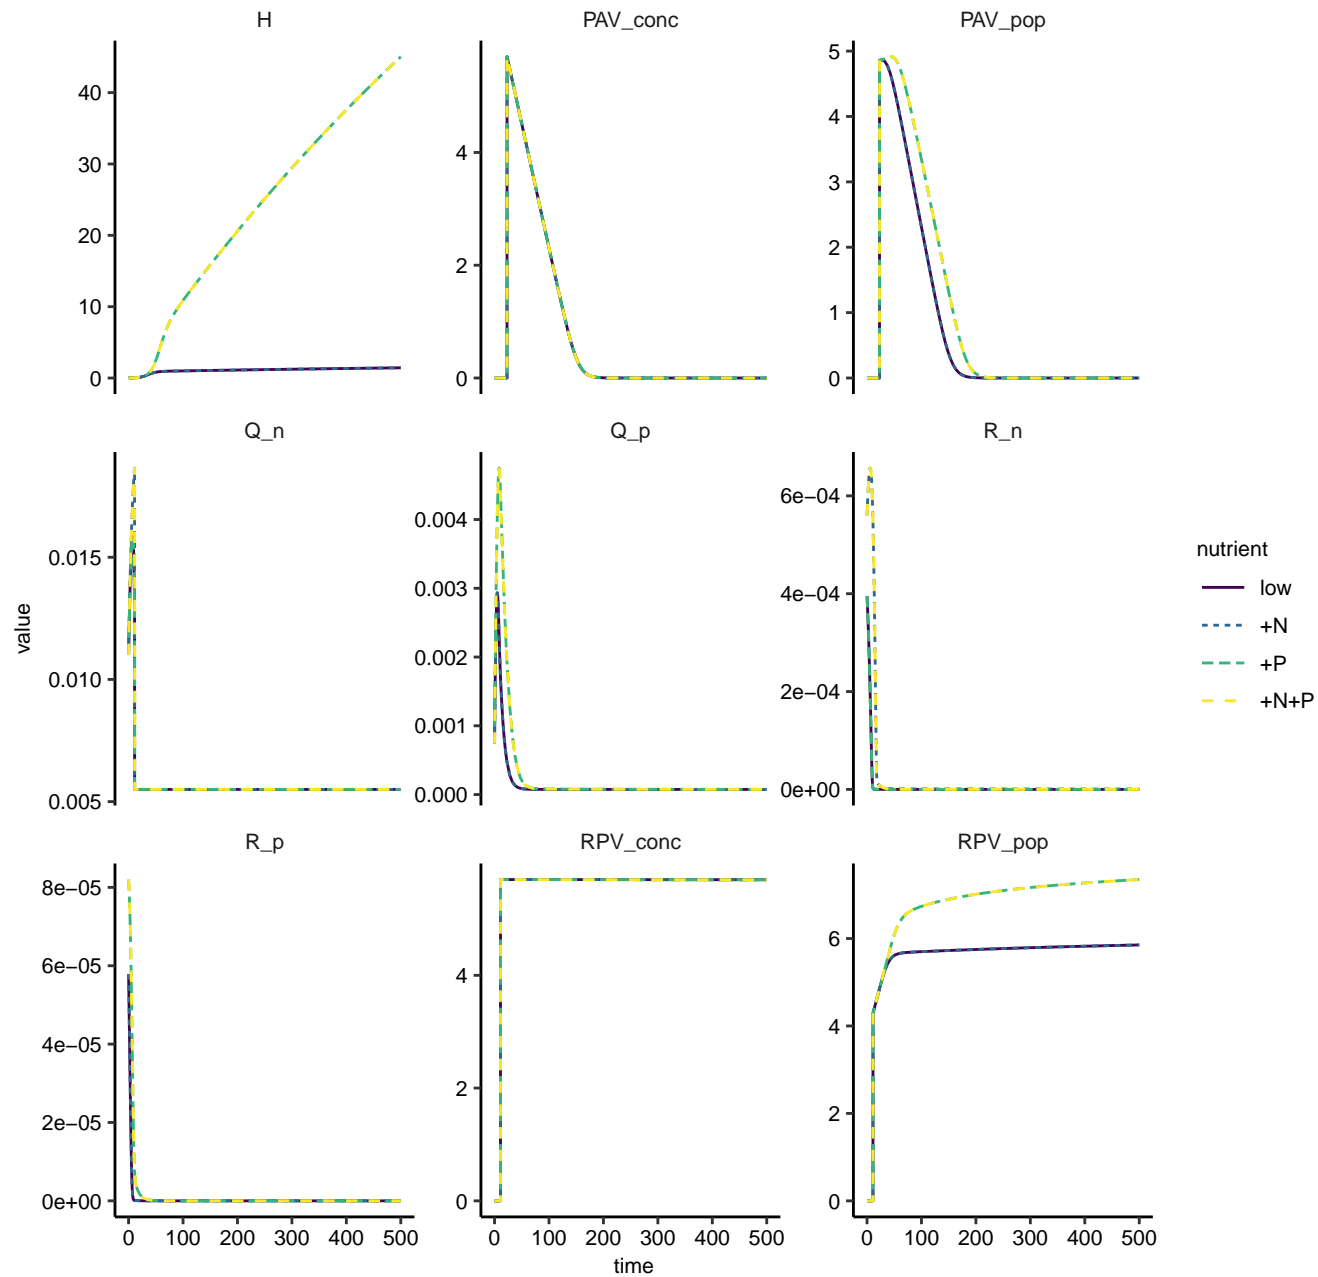 H
PAV_conc
PAV_pop
40
30
20
10
0
4
2
0
5
4
3
2
1
0
Q_n
Q_p
R_n
0.015
0.010
0.005
0.004
0.003
0.002
0.001
0.000
6e−04
4e−04
2e−04
0e+00
R_p
RPV_conc
RPV_pop
8e−05
6e−05
4e−05
2e−05
0e+00
4
2
0
6
4
2
0
0 100 200 300 400 500
0 100 200 300 400 500
0 100 200 300 400 500
time
value
nutrient
low
+N
+P
+N+P